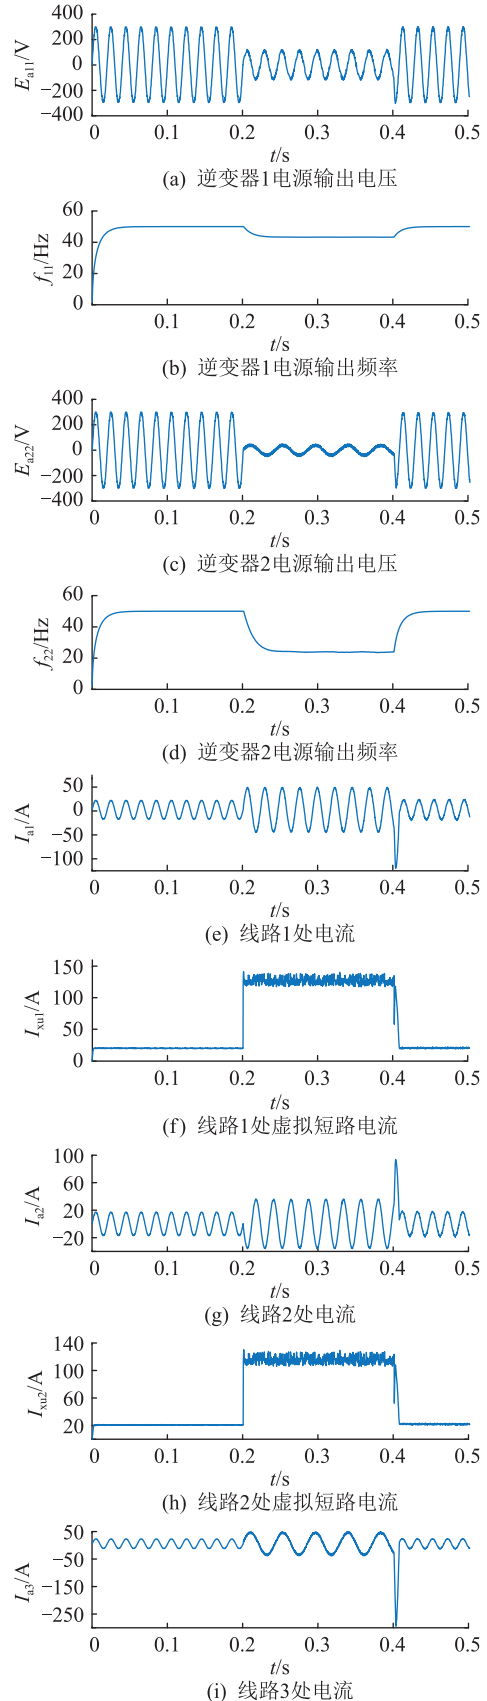 400
200
0
−200
−400
E_a11/V
0 0.1 0.2 0.3 0.4 0.5
t/s
(a) 逆变器1电源输出电压
60
40
20
0
f_11/Hz
0.1 0.2 0.3 0.4 0.5
t/s
(b) 逆变器1电源输出频率
400
200
0
−200
−400
E_a22/V
0 0.1 0.2 0.3 0.4 0.5
t/s
(c) 逆变器2电源输出电压
60
40
20
0
f_22/Hz
0.1 0.2 0.3 0.4 0.5
t/s
(d) 逆变器2电源输出频率
50
0
−50
−100
I_a1/A
0 0.1 0.2 0.3 0.4 0.5
t/s
(e) 线路1处电流
150
100
50
0
I_xu1/A
0.1 0.2 0.3 0.4 0.5
t/s
(f) 线路1处虚拟短路电流
100
60
20
−20
I_a2/A
0 0.1 0.2 0.3 0.4 0.5
t/s
(g) 线路2处电流
140
100
60
20
I_xu2/A
0 0.1 0.2 0.3 0.4 0.5
t/s
(h) 线路2处虚拟短路电流
50
−50
−150
−250
I_a3/A
0 0.1 0.2 0.3 0.4 0.5
t/s
(i) 线路3处电流